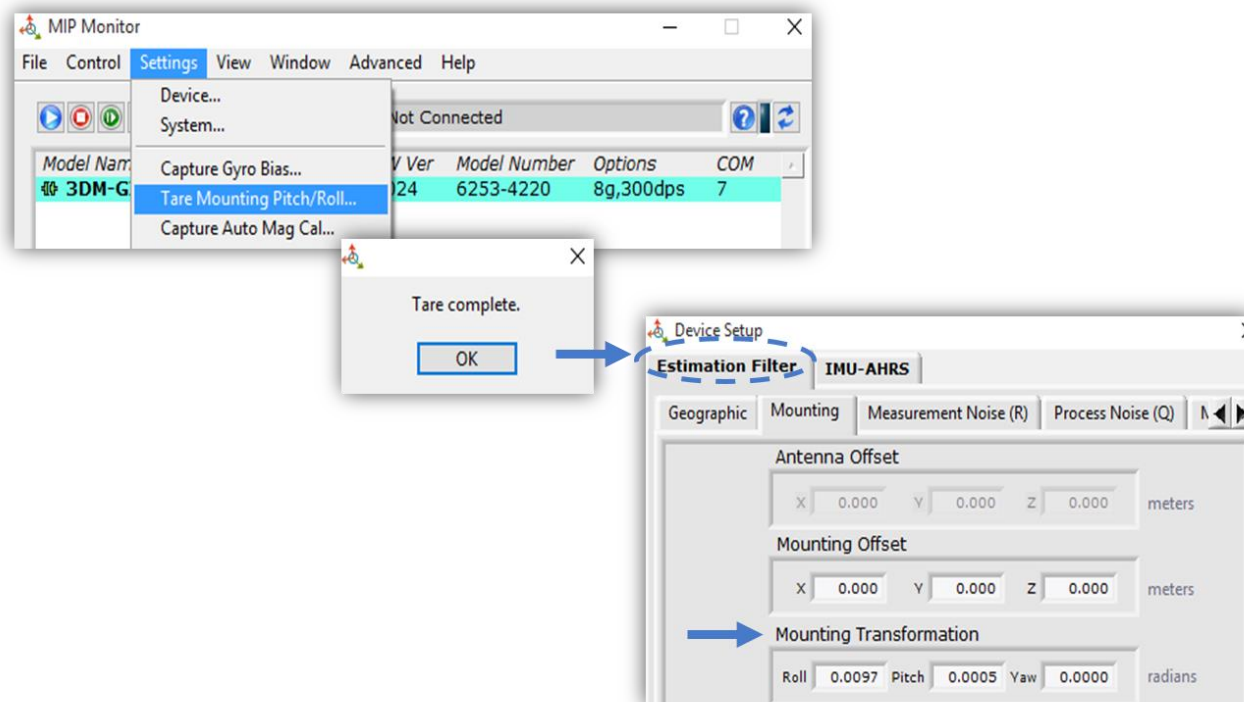 MIP Monitor
File Control Settings View Window Advanced Help
Device...
System...
Not Connected
Model Nam W Ver Model Number Options COM
3DM-G 024 6253-4220 8g,300dps 7
Capture Gyro Bias...
Tare Mounting Pitch/Roll...
Capture Auto Mag Cal...
Tare complete.
OK
Device Setup
Estimation Filter IMU-AHRS
Geographic Mounting Measurement Noise (R) Process Noise (Q)
Antenna Offset
X 0.000 Y 0.000 Z 0.000 meters
Mounting Offset
X 0.000 Y 0.000 Z 0.000 meters
Mounting Transformation
Roll 0.0097 Pitch 0.0005 Yaw 0.0000 radians